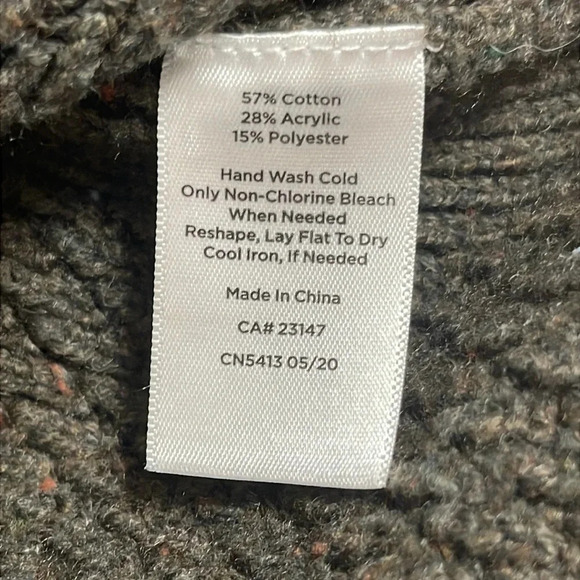 57% Cotton
28% Acrylic
15% Polyester
Hand Wash Cold
Only Non-Chlorine Bleach
When Needed
Reshape, Lay Flat To Dry
Cool Iron, If Needed
Made In China
CA# 23147
CN5413 05/20